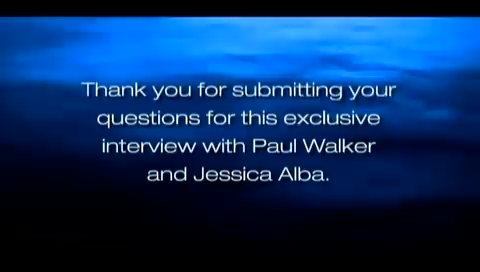 Thank you for submitting your
questions for this exclusive
interview with Paul Walker
and Jessica Alba.